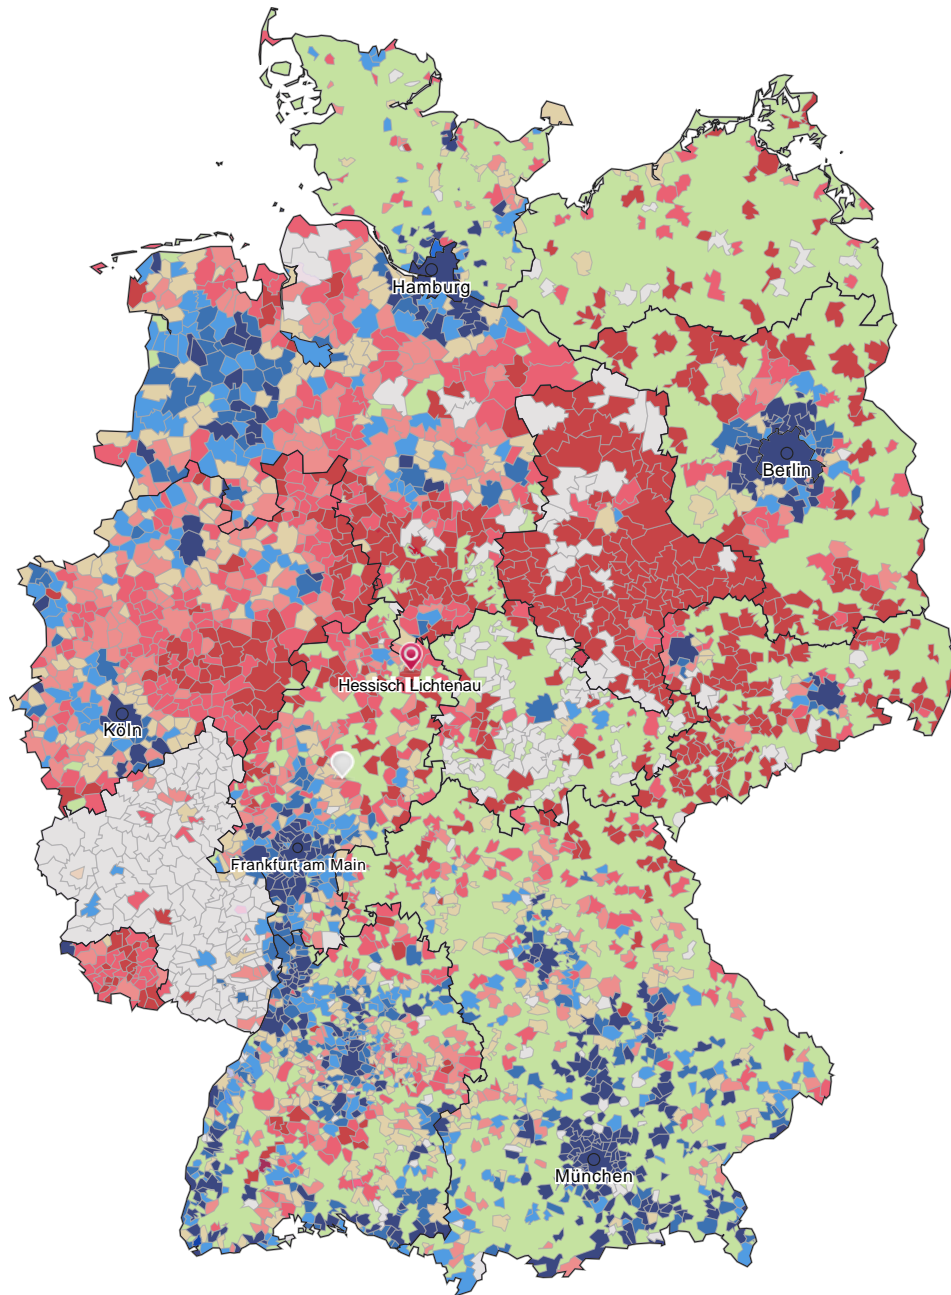 Hamburg
Berlin
Hessisch Lichtenau
Köln
Frankfurt am Main
München